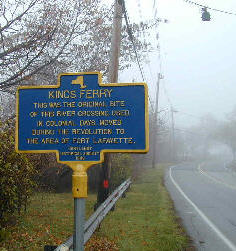 KINGS FERRY
THIS WAS THE ORIGINAL SITE
OF THIS RIVER CROSSING USED
IN COLONIAL DAYS. MOVED
DURING THE REVOLUTION TO
THE AREA OF FORT LAFAYETTE.